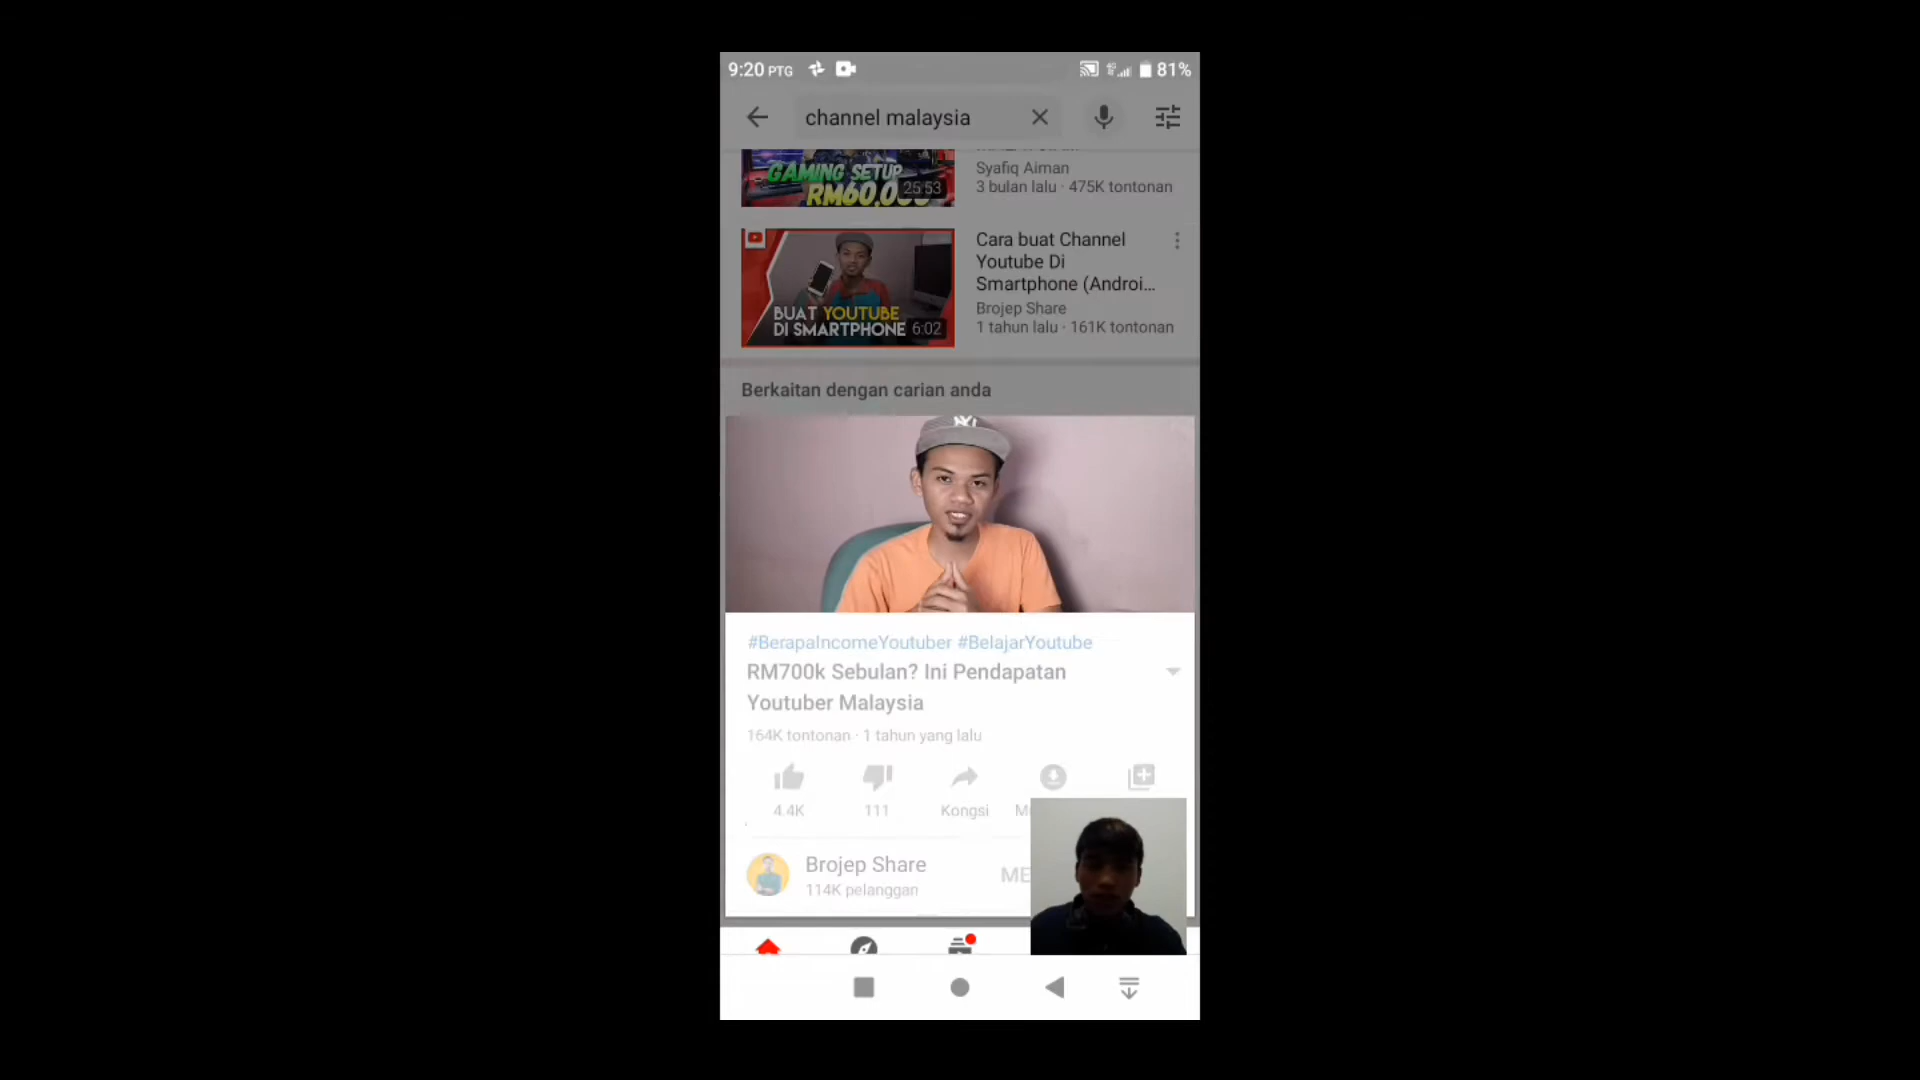 9:20 PTG
81%
channel malaysia
GAMING SETUP
25:53
Syafiq Aiman
3 bulan lalu · 475K tontonan
BUAT YOUTUBE
DI SMARTPHONE
6:02
Cara buat Channel
Youtube Di
Smartphone (Androi...
Brojep Share
1 tahun lalu · 161K tontonan
Berkaitan dengan carian anda
#BerapaIncomeYoutuber #BelajarYoutube
RM700k Sebulan? Ini Pendapatan
Youtuber Malaysia
164K tontonan · 1 tahun yang lalu
4.4K
111
Kongsi
Brojep Share
114K pelanggan